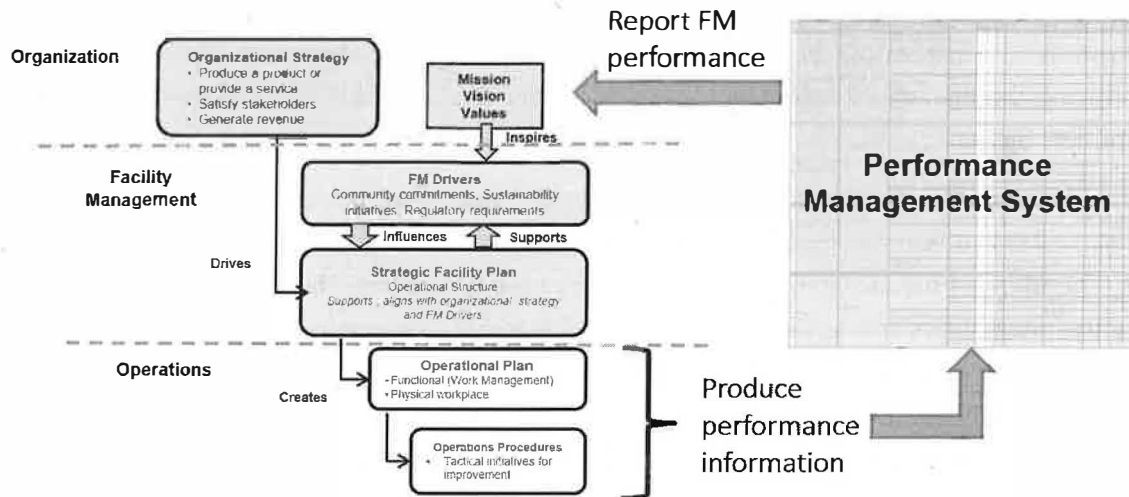 Organization
Organizational Strategy
• Produce a product or
provide a service
• Satisfy stakeholders
• Generate revenue
Mission
Vision
Values
Inspires
Report FM
performance
Facility
Management
FM Drivers
Community commitments, Sustainability
initiatives, Regulatory requirements
Influences
Supports
Drives
Strategic Facility Plan
Operational Structure
Supports, aligns with organizational strategy
and FM Drivers
Performance
Management System
Operations
Operational Plan
• Functional (Work Management)
• Physical workplace
Creates
Operations Procedures
• Tactical initiatives for
improvement
Produce
performance
information